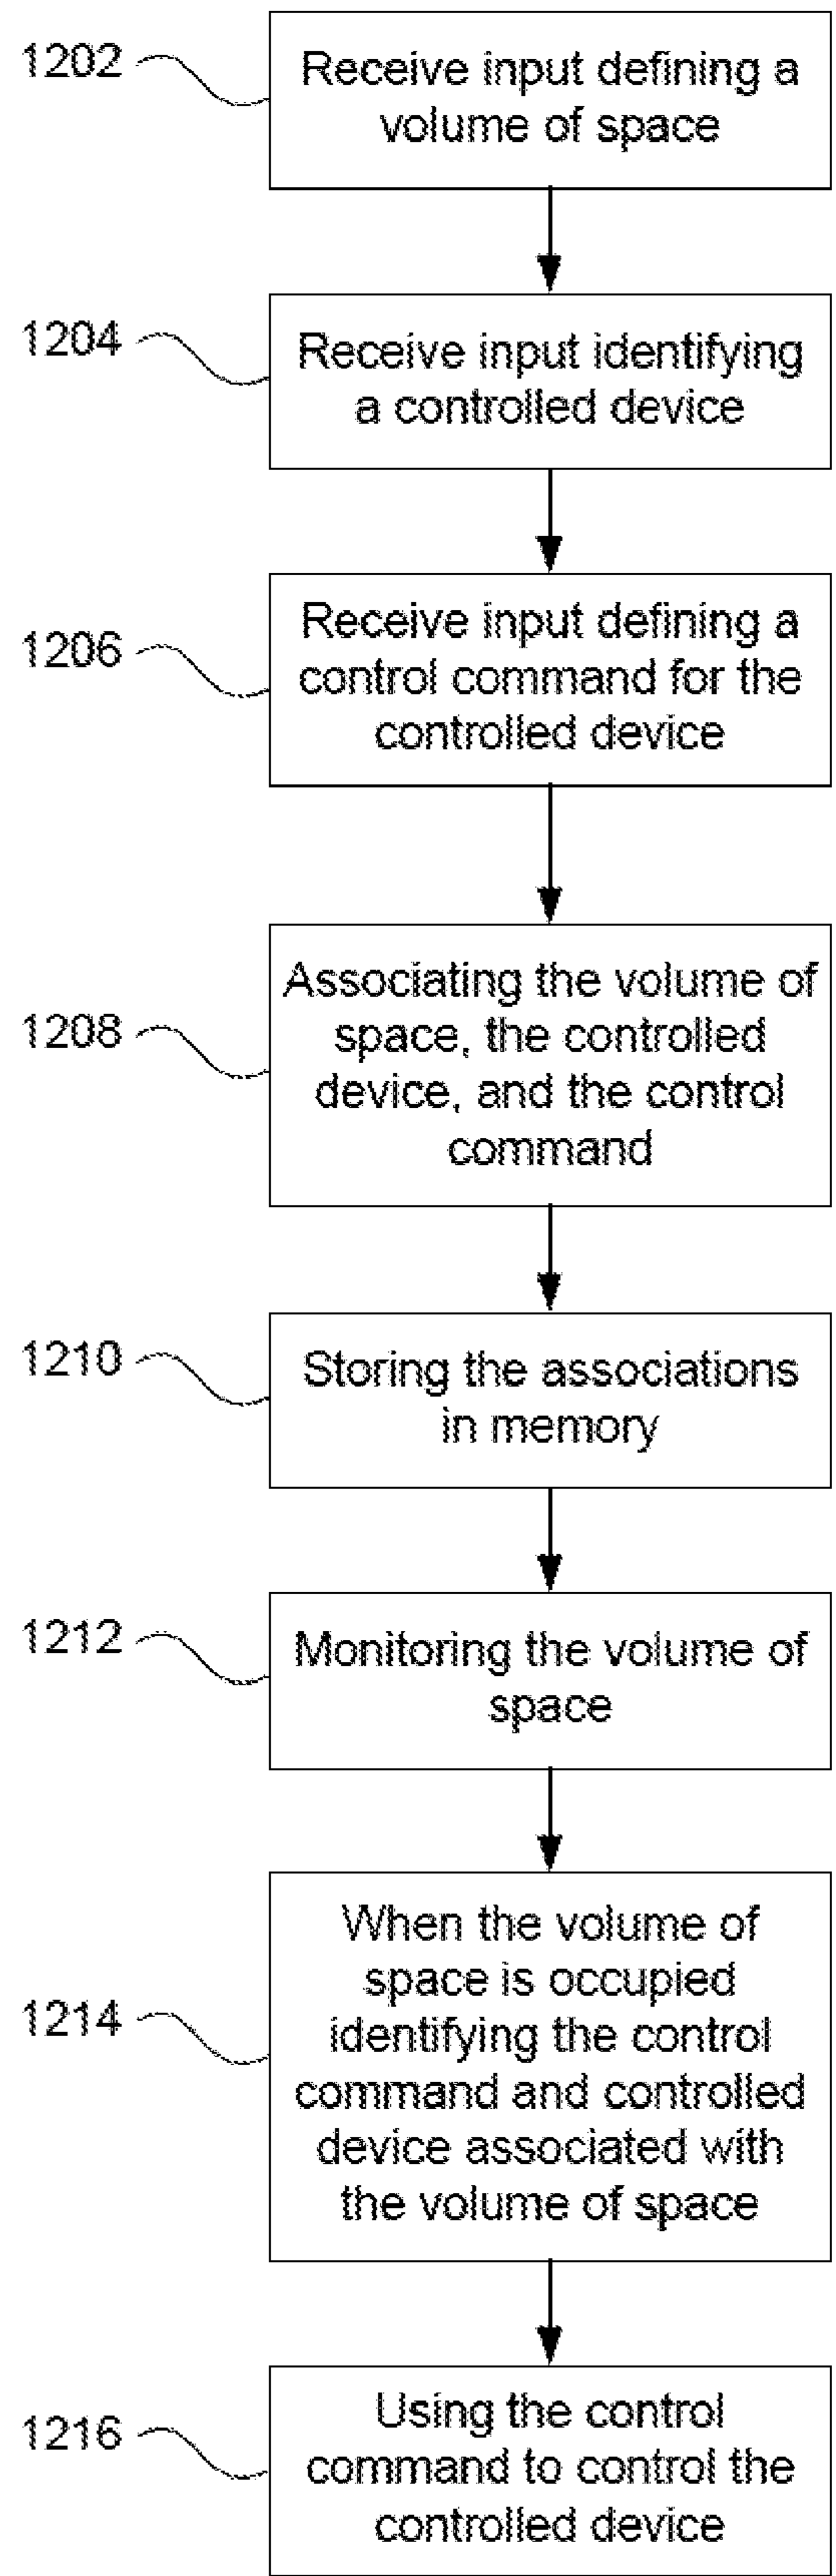 1202
Receive input defining a
volume of space
1204
Receive input identifying
a controlled device
1206
Receive input defining a
control command for the
controlled device
1208
Associating the volume of
space, the controlled
device, and the control
command
1210
Storing the associations
in memory
1212
Monitoring the volume of
space
1214
When the volume of
space is occupied
identifying the control
command and controlled
device associated with
the volume of space
1216
Using the control
command to control the
controlled device